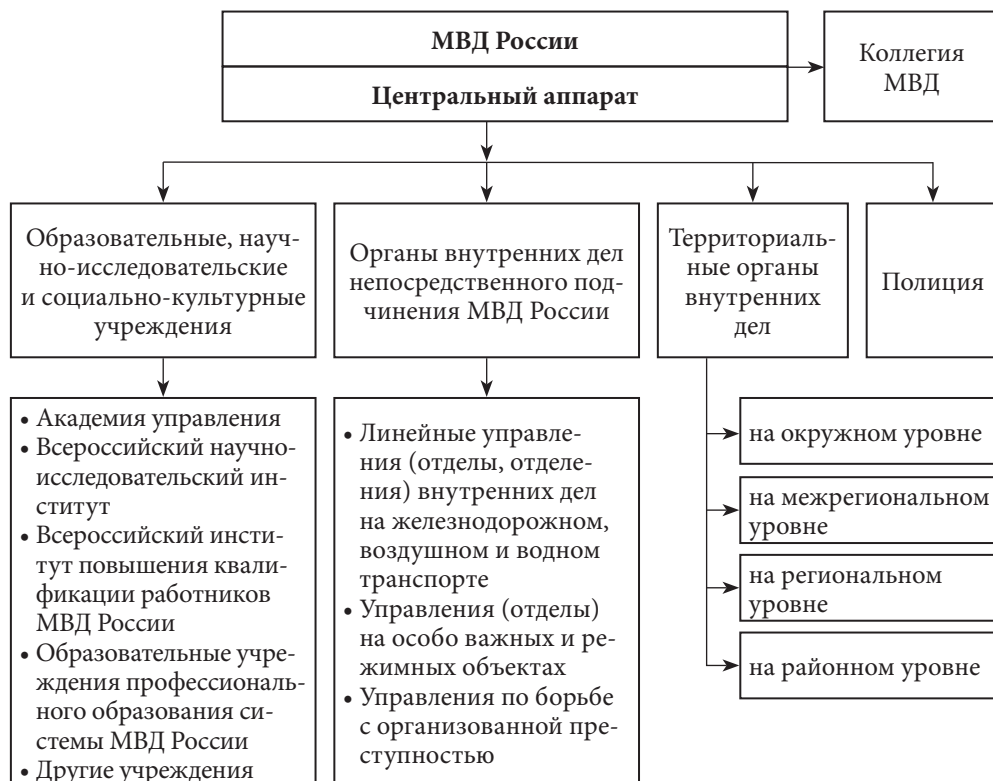 МВД России
Центральный аппарат
Коллегия
МВД
Образовательные, науч-
но-исследовательские
и социально-культурные
учреждения
Органы внутренних дел
непосредственного под-
чинения МВД России
Территориаль-
ные органы
внутренних
дел
Полиция
• Академия управления
• Всероссийский научно-
исследовательский ин-
ститут
• Всероссийский инсти-
тут повышения квали-
фикации работников
МВД России
• Образовательные учре-
ждения профессиональ-
ного образования си-
стемы МВД России
• Другие учреждения
• Линейные управле-
ния (отделы, отделе-
ния) внутренних дел
на железнодорожном,
воздушном и водном
транспорте
• Управления (отделы)
на особо важных и ре-
жимных объектах
• Управления по борьбе
с организованной пре-
ступностью
на окружном уровне
на межрегиональном
уровне
на региональном
уровне
на районном уровне